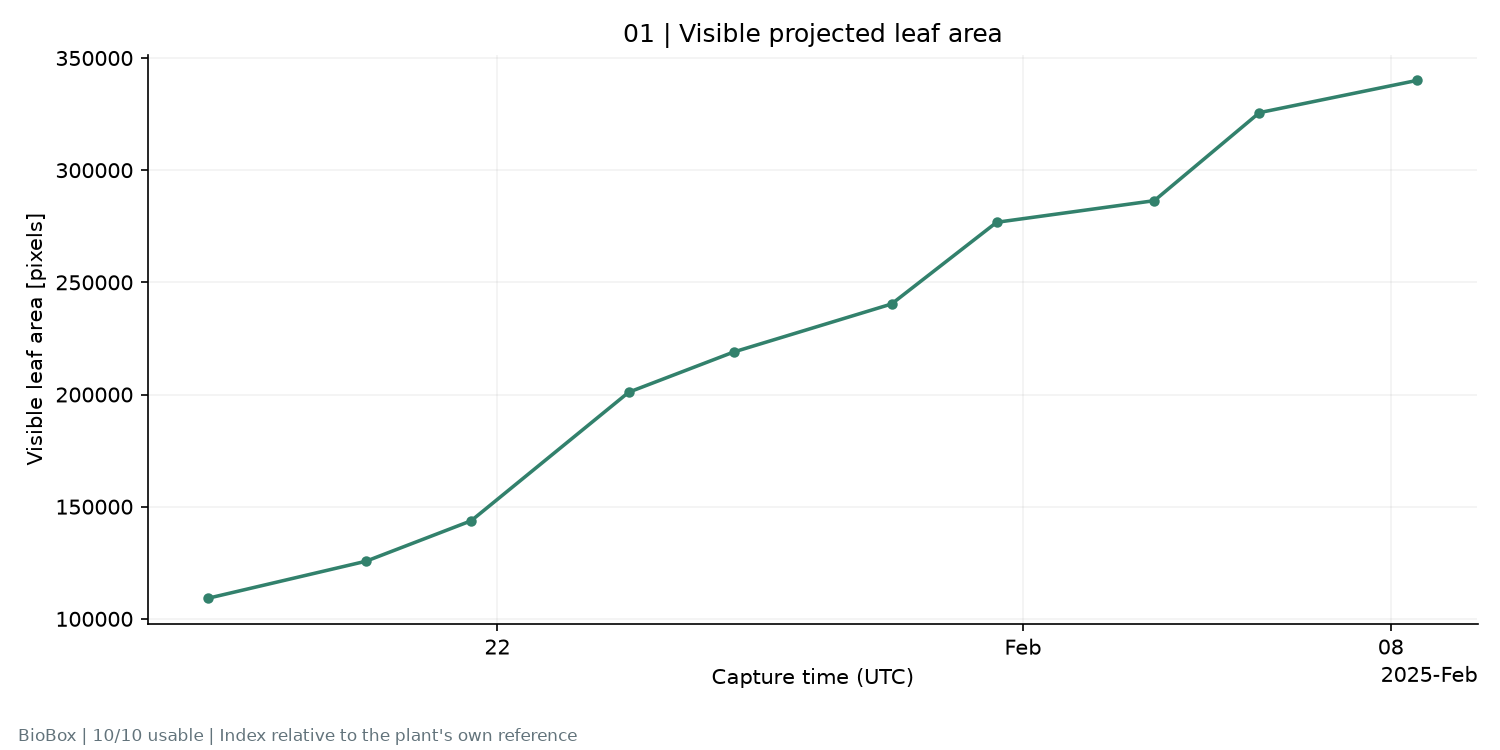 01 | Visible projected leaf area
350000
300000
250000
200000
150000
100000
Visible leaf area [pixels]
22
Feb
08
2025-Feb
Capture time (UTC)
BioBox | 10/10 usable | Index relative to the plant's own reference